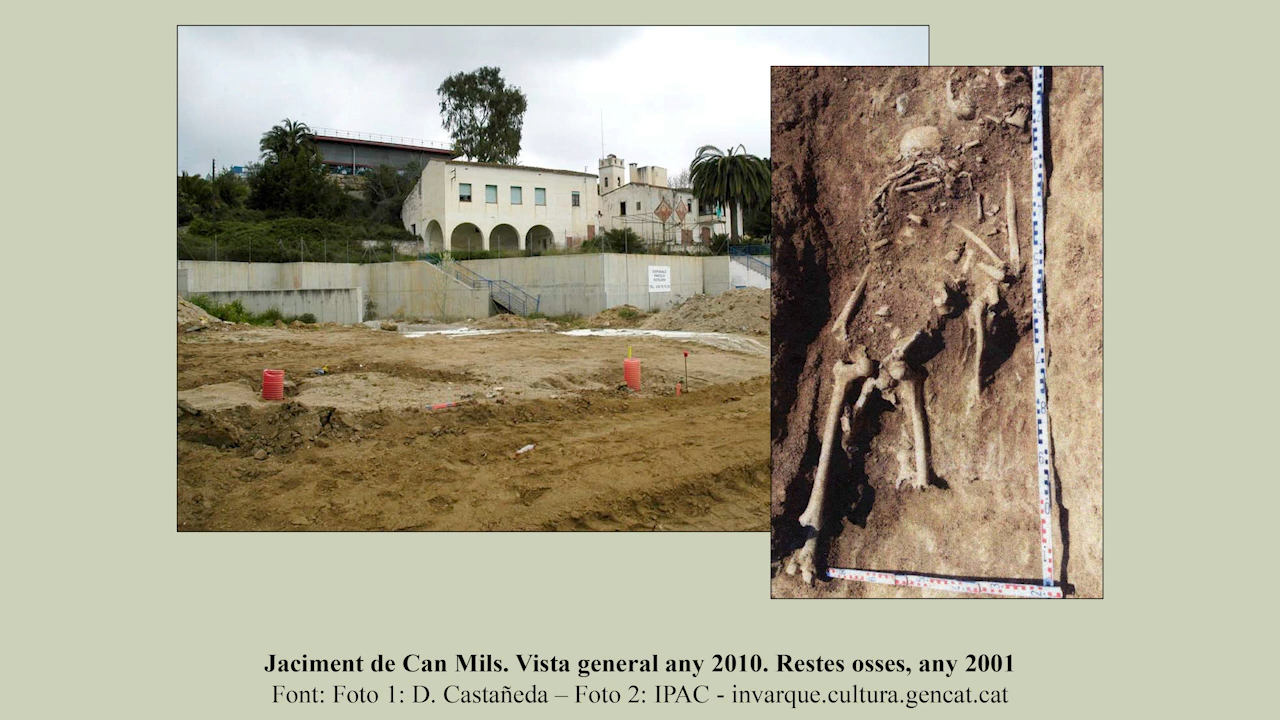 Jaciment de Can Mils. Vista general any 2010. Restes osses, any 2001
Font: Foto 1: D. Castañeda – Foto 2: IPAC - invarque.cultura.gencat.cat